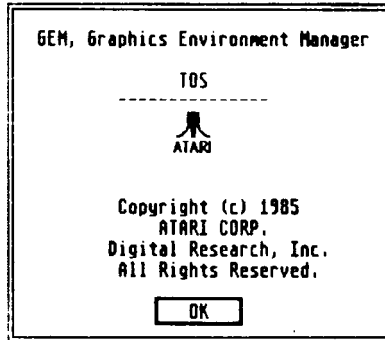 GEM, Graphics Environment Manager
TOS
---------------
ATARI
Copyright (c) 1985
ATARI CORP.
Digital Research, Inc.
All Rights Reserved.
OK